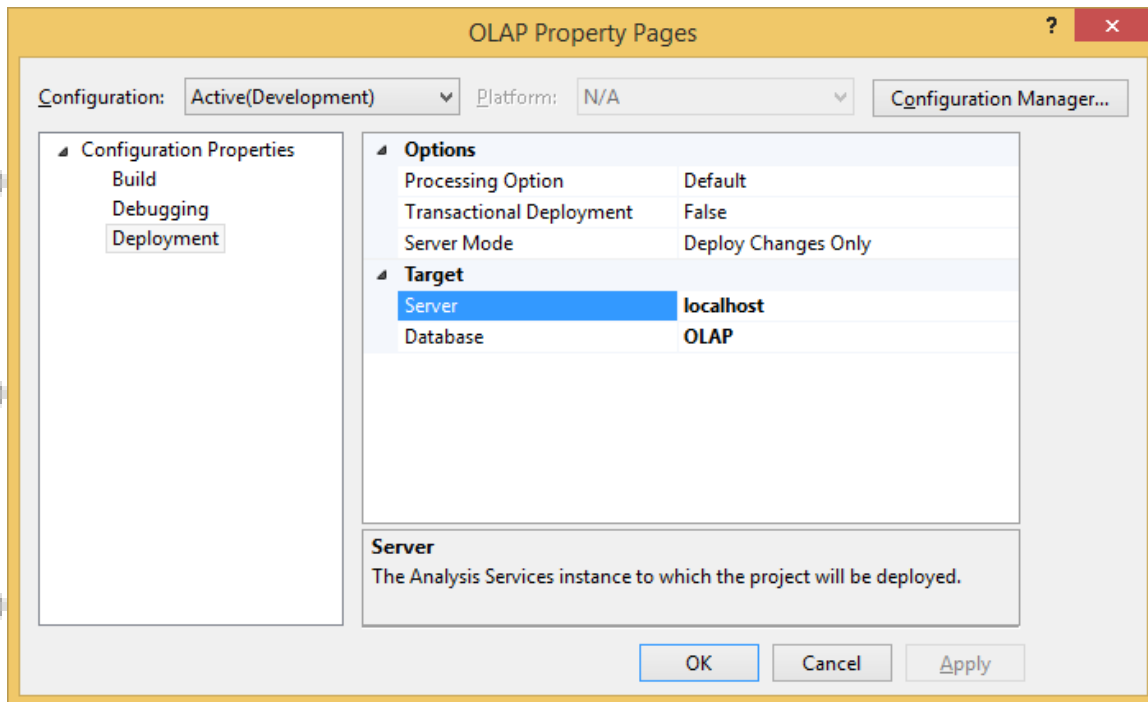 OLAP Property Pages
?
Configuration: Active(Development) Platform: N/A Configuration Manager...
Configuration Properties
Build
Debugging
Deployment
Options
Processing Option Default
Transactional Deployment False
Server Mode Deploy Changes Only
Target
Server localhost
Database OLAP
Server
The Analysis Services instance to which the project will be deployed.
OK Cancel Apply